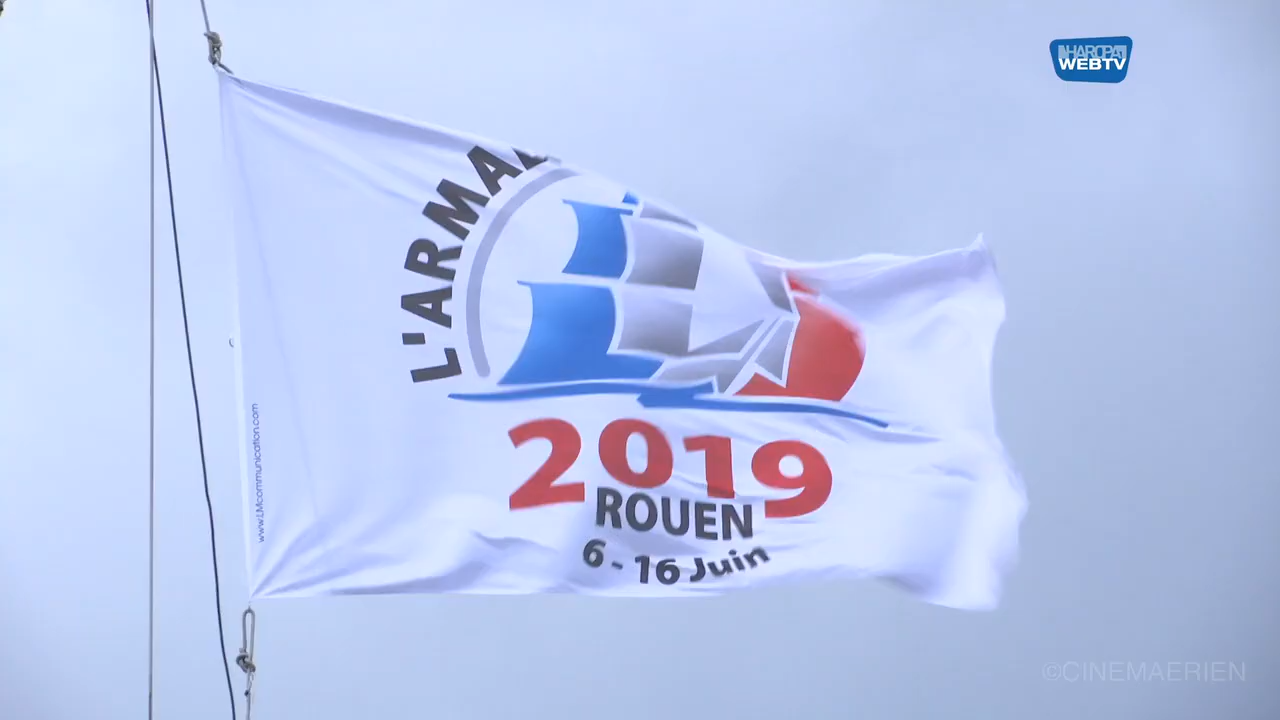 HAROPA
WEBTV
L'ARMA
2019
ROUEN
6 - 16 Juin
www.LMcommunication.com
©CINEMAERIEN